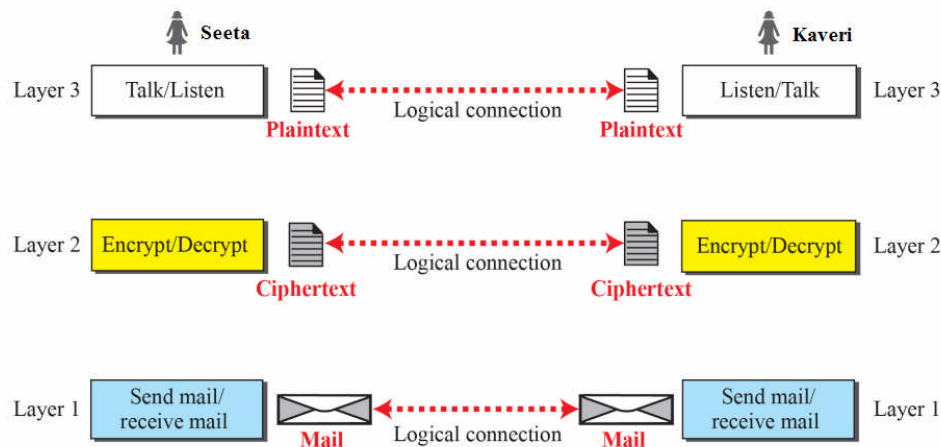 Seeta
Kaveri
Layer 3
Talk/Listen
Plaintext
Logical connection
Plaintext
Listen/Talk
Layer 3
Layer 2
Encrypt/Decrypt
Ciphertext
Logical connection
Ciphertext
Encrypt/Decrypt
Layer 2
Layer 1
Send mail/
receive mail
Mail
Logical connection
Mail
Send mail/
receive mail
Layer 1